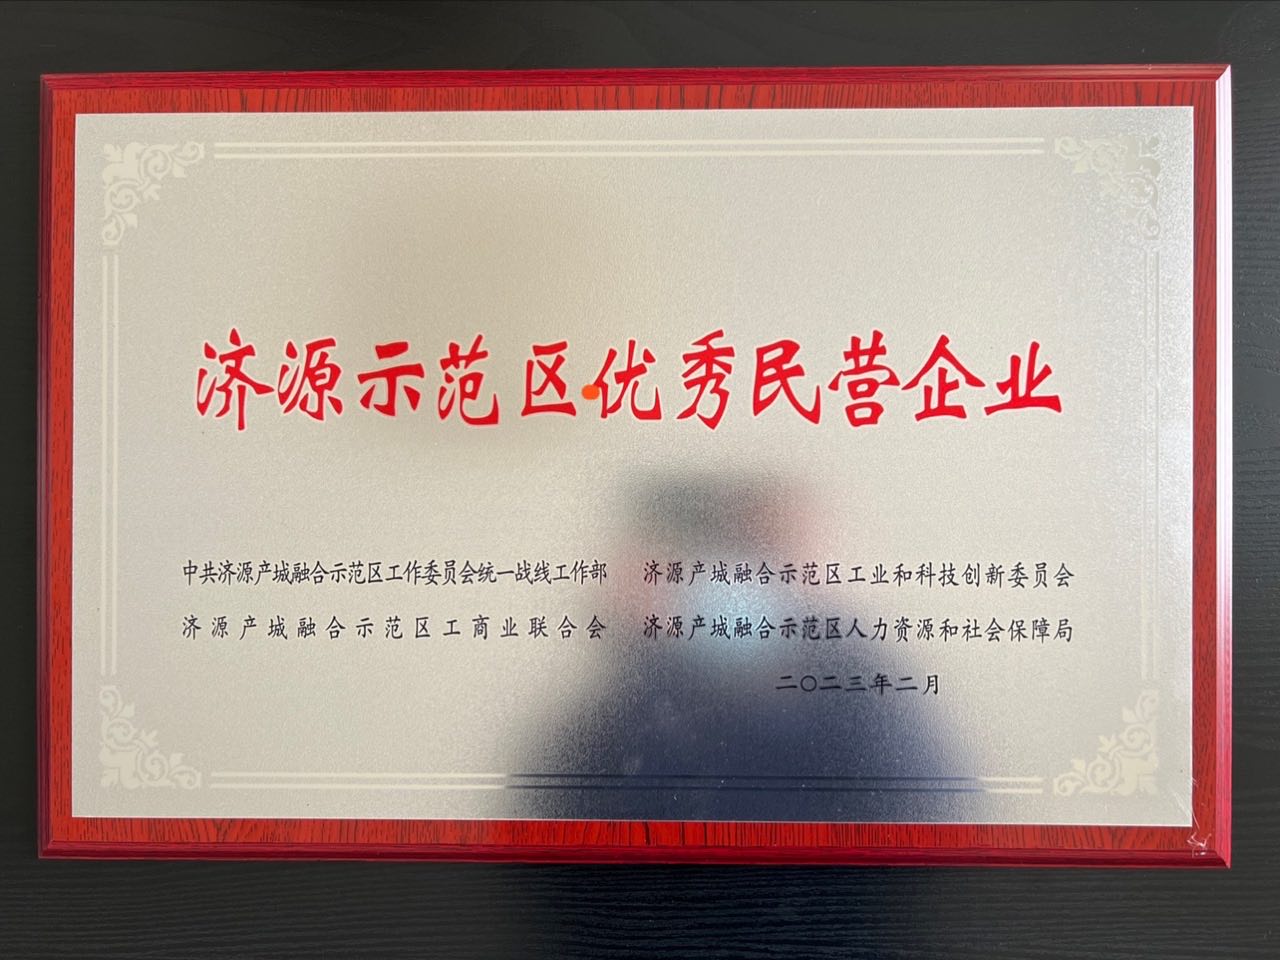 济源示范区优秀民营企业
中共济源产城融合示范区工作委员会统一战线工作部 济源产城融合示范区工业和科技创新委员会
济源产城融合示范区工商业联合会 济源产城融合示范区人力资源和社会保障局
二〇二三年二月